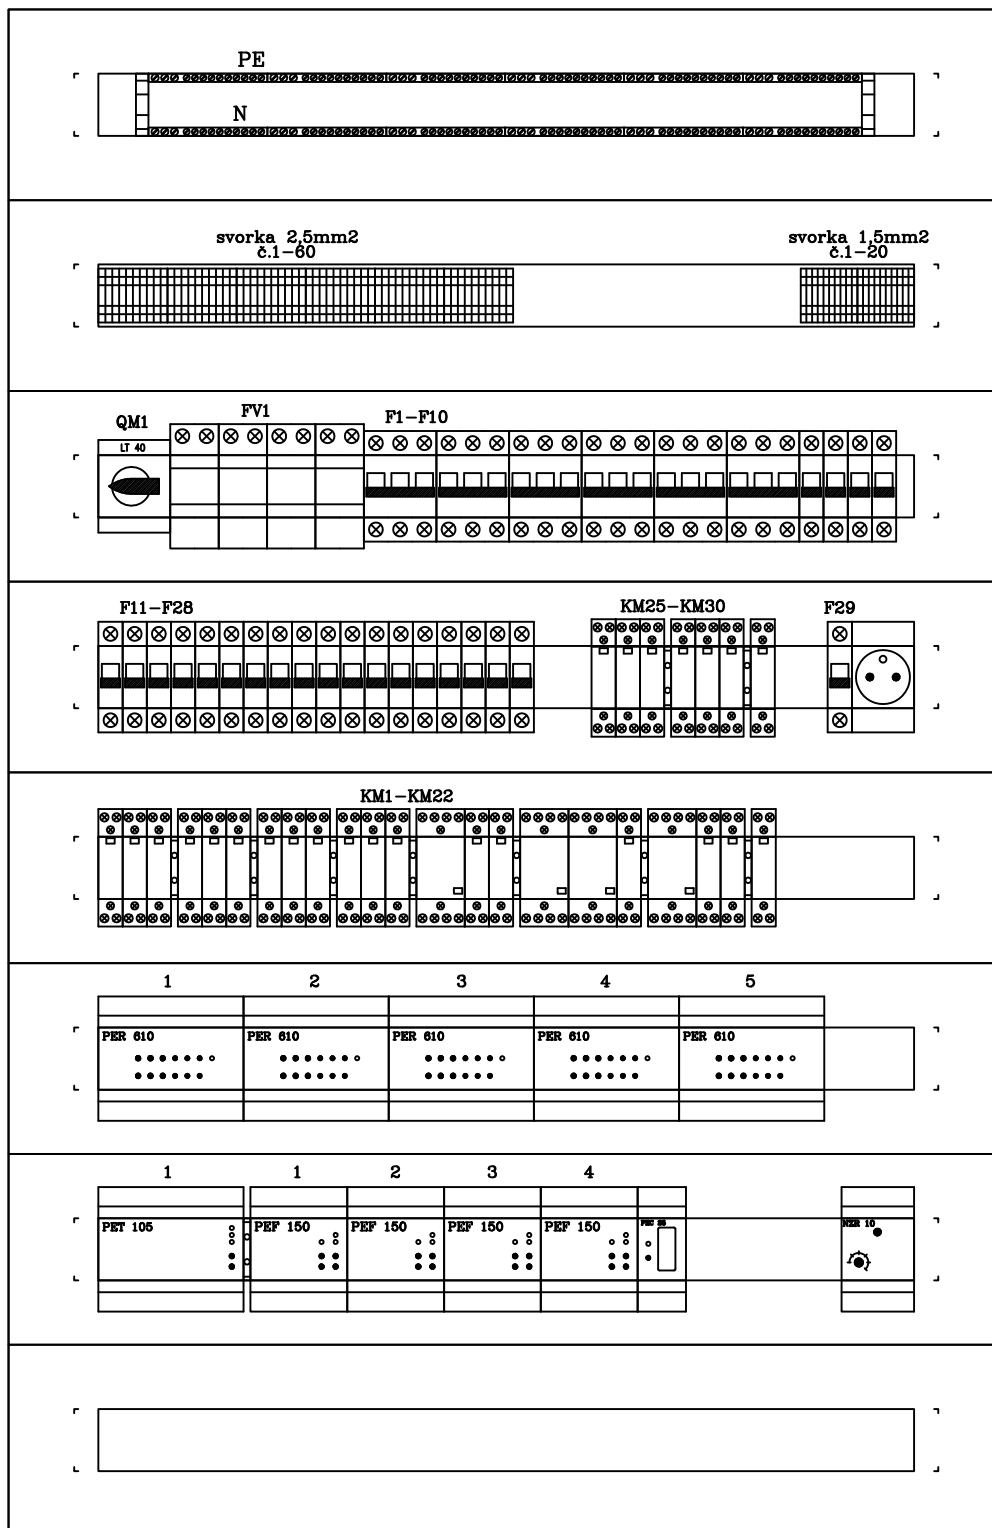 PE
N
svorka 2,5mm2
č.1-60
svorka 1,5mm2
č.1-20
QM1
FV1
F1-F10
LT 40
F11-F28
KM25-KM30
F29
KM1-KM22
1 2 3 4 5
PER 610 PER 610 PER 610 PER 610 PER 610
1 1 2 3 4
PET 105 PEF 150 PEF 150 PEF 150 PEF 150